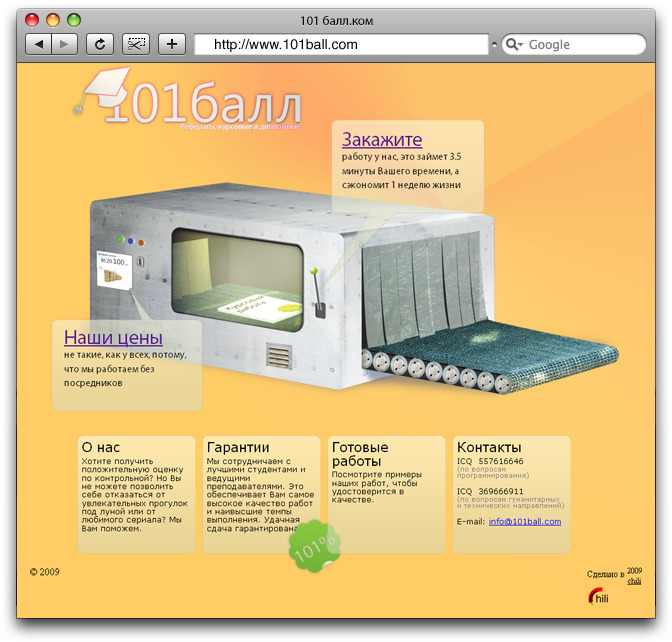 101 балл.ком
http://www.101ball.com
Google
101балл
Рефераты, курсовые и дипломные
Закажите
работу у нас, это займет 3.5
минуты Вашего времени, а
сэкономит 1 неделю жизни
100
Курсовая
работа
Наши цены
не такие, как у всех, потому,
что мы работаем без
посредников
О нас
Хотите получить
положительную оценку
по контрольной? Но Вы
не можете позволить
себе отказаться от
увлекательных прогулок
под луной или от
любимого сериала? Мы
Вам поможем.
Гарантии
Мы сотрудничаем с
лучшими студентами и
ведущими
преподавателями. Это
обеспечивает Вам самое
высокое качество работ
и наивысшие темпы
выполнения. Удачная
сдача гарантирована
101%
Готовые
работы
Посмотрите примеры
наших работ, чтобы
удостоверится в
качестве.
Контакты
ICQ 557616646
(по вопросам
программирования)
ICQ 369666911
(по вопросам гуманитарных
и технических направлений)
E-mail: info@101ball.com
© 2009
Сделано в 2009
chili
hili